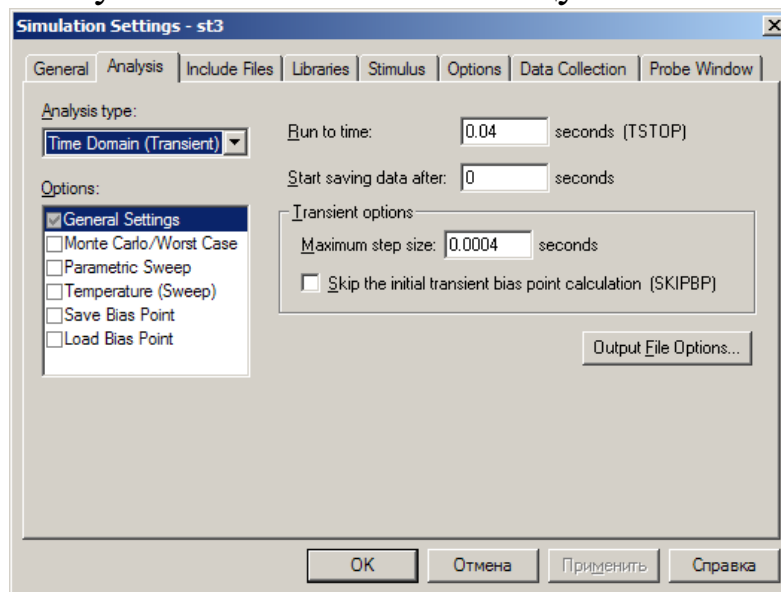 Simulation Settings - st3
General Analysis Include Files Libraries Stimulus Options Data Collection Probe Window
Analysis type:
Time Domain (Transient)
Options:
General Settings
Monte Carlo/Worst Case
Parametric Sweep
Temperature (Sweep)
Save Bias Point
Load Bias Point
Run to time: 0.04 seconds (TSTOP)
Start saving data after: 0 seconds
Transient options
Maximum step size: 0.0004 seconds
Skip the initial transient bias point calculation (SKIPBP)
Output File Options...
OK Отмена Применить Справка